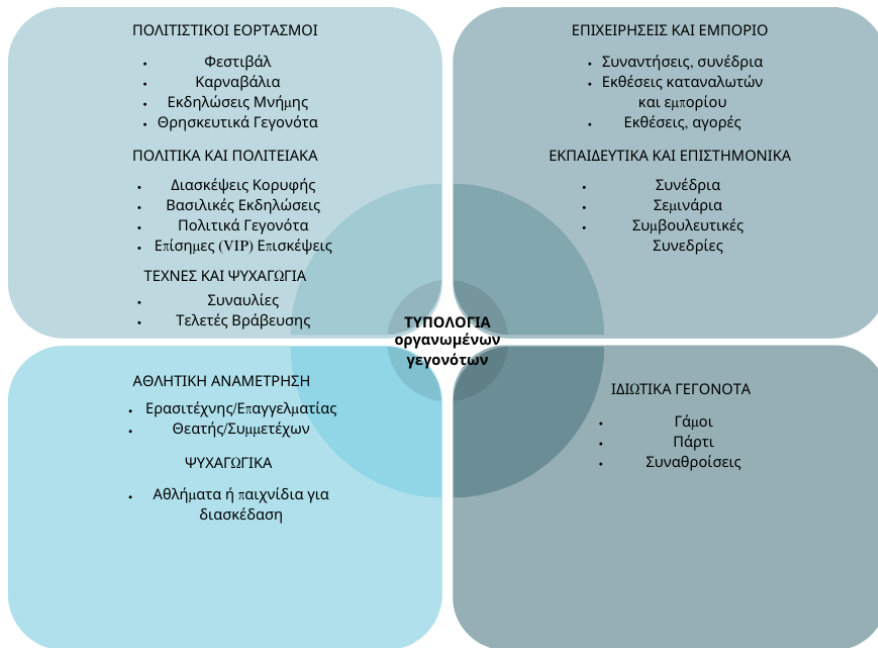 ΠΟΛΙΤΙΣΤΙΚΟΙ ΕΟΡΤΑΣΜΟΙ
• Φεστιβάλ
• Καρναβάλια
• Εκδηλώσεις Μνήμης
• Θρησκευτικά Γεγονότα
ΠΟΛΙΤΙΚΑ ΚΑΙ ΠΟΛΙΤΕΙΑΚΑ
• Διασκέψεις Κορυφής
• Βασιλικές Εκδηλώσεις
• Πολιτικά Γεγονότα
• Επίσημες (VIP) Επισκέψεις
ΤΕΧΝΕΣ ΚΑΙ ΨΥΧΑΓΩΓΙΑ
• Συναυλίες
• Τελετές Βράβευσης
ΕΠΙΧΕΙΡΗΣΕΙΣ ΚΑΙ ΕΜΠΟΡΙΟ
• Συναντήσεις, συνέδρια
• Εκθέσεις καταναλωτών
και εμπορίου
• Εκθέσεις, αγορές
ΕΚΠΑΙΔΕΥΤΙΚΑ ΚΑΙ ΕΠΙΣΤΗΜΟΝΙΚΑ
• Συνέδρια
• Σεμινάρια
• Συμβουλευτικές
Συνεδρίες
ΤΥΠΟΛΟΓΙΑ
οργανωμένων
γεγονότων
ΑΘΛΗΤΙΚΗ ΑΝΑΜΕΤΡΗΣΗ
• Ερασιτέχνης/Επαγγελματίας
• Θεατής/Συμμετέχων
ΨΥΧΑΓΩΓΙΚΑ
• Αθλήματα ή παιχνίδια για
διασκέδαση
ΙΔΙΩΤΙΚΑ ΓΕΓΟΝΟΤΑ
• Γάμοι
• Πάρτι
• Συναθροίσεις